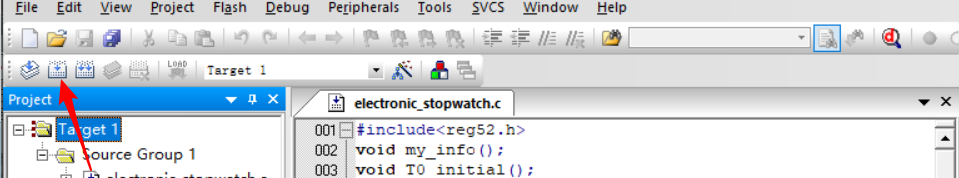 File Edit View Project Flash Debug Peripherals Tools SVCS Window Help
LOAD Target 1
Project electronic_stopwatch.c
Target 1 001 #include<reg52.h>
Source Group 1 002 void my_info();
electronic_stopwatch.c 003 void T0_initial();